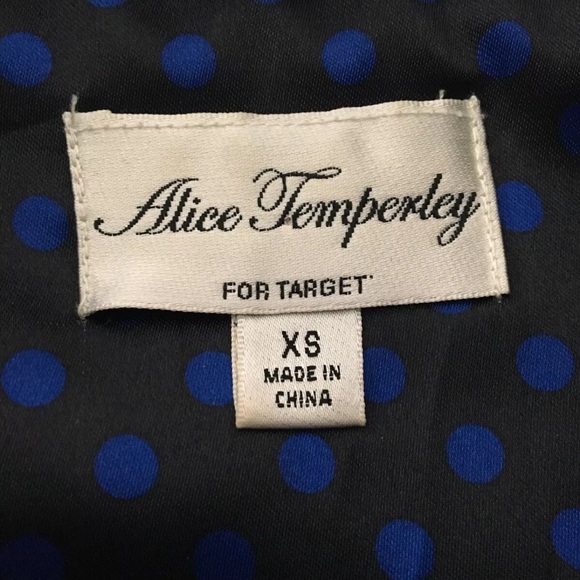 Alice Temperley
FOR TARGET
XS
MADE IN
CHINA